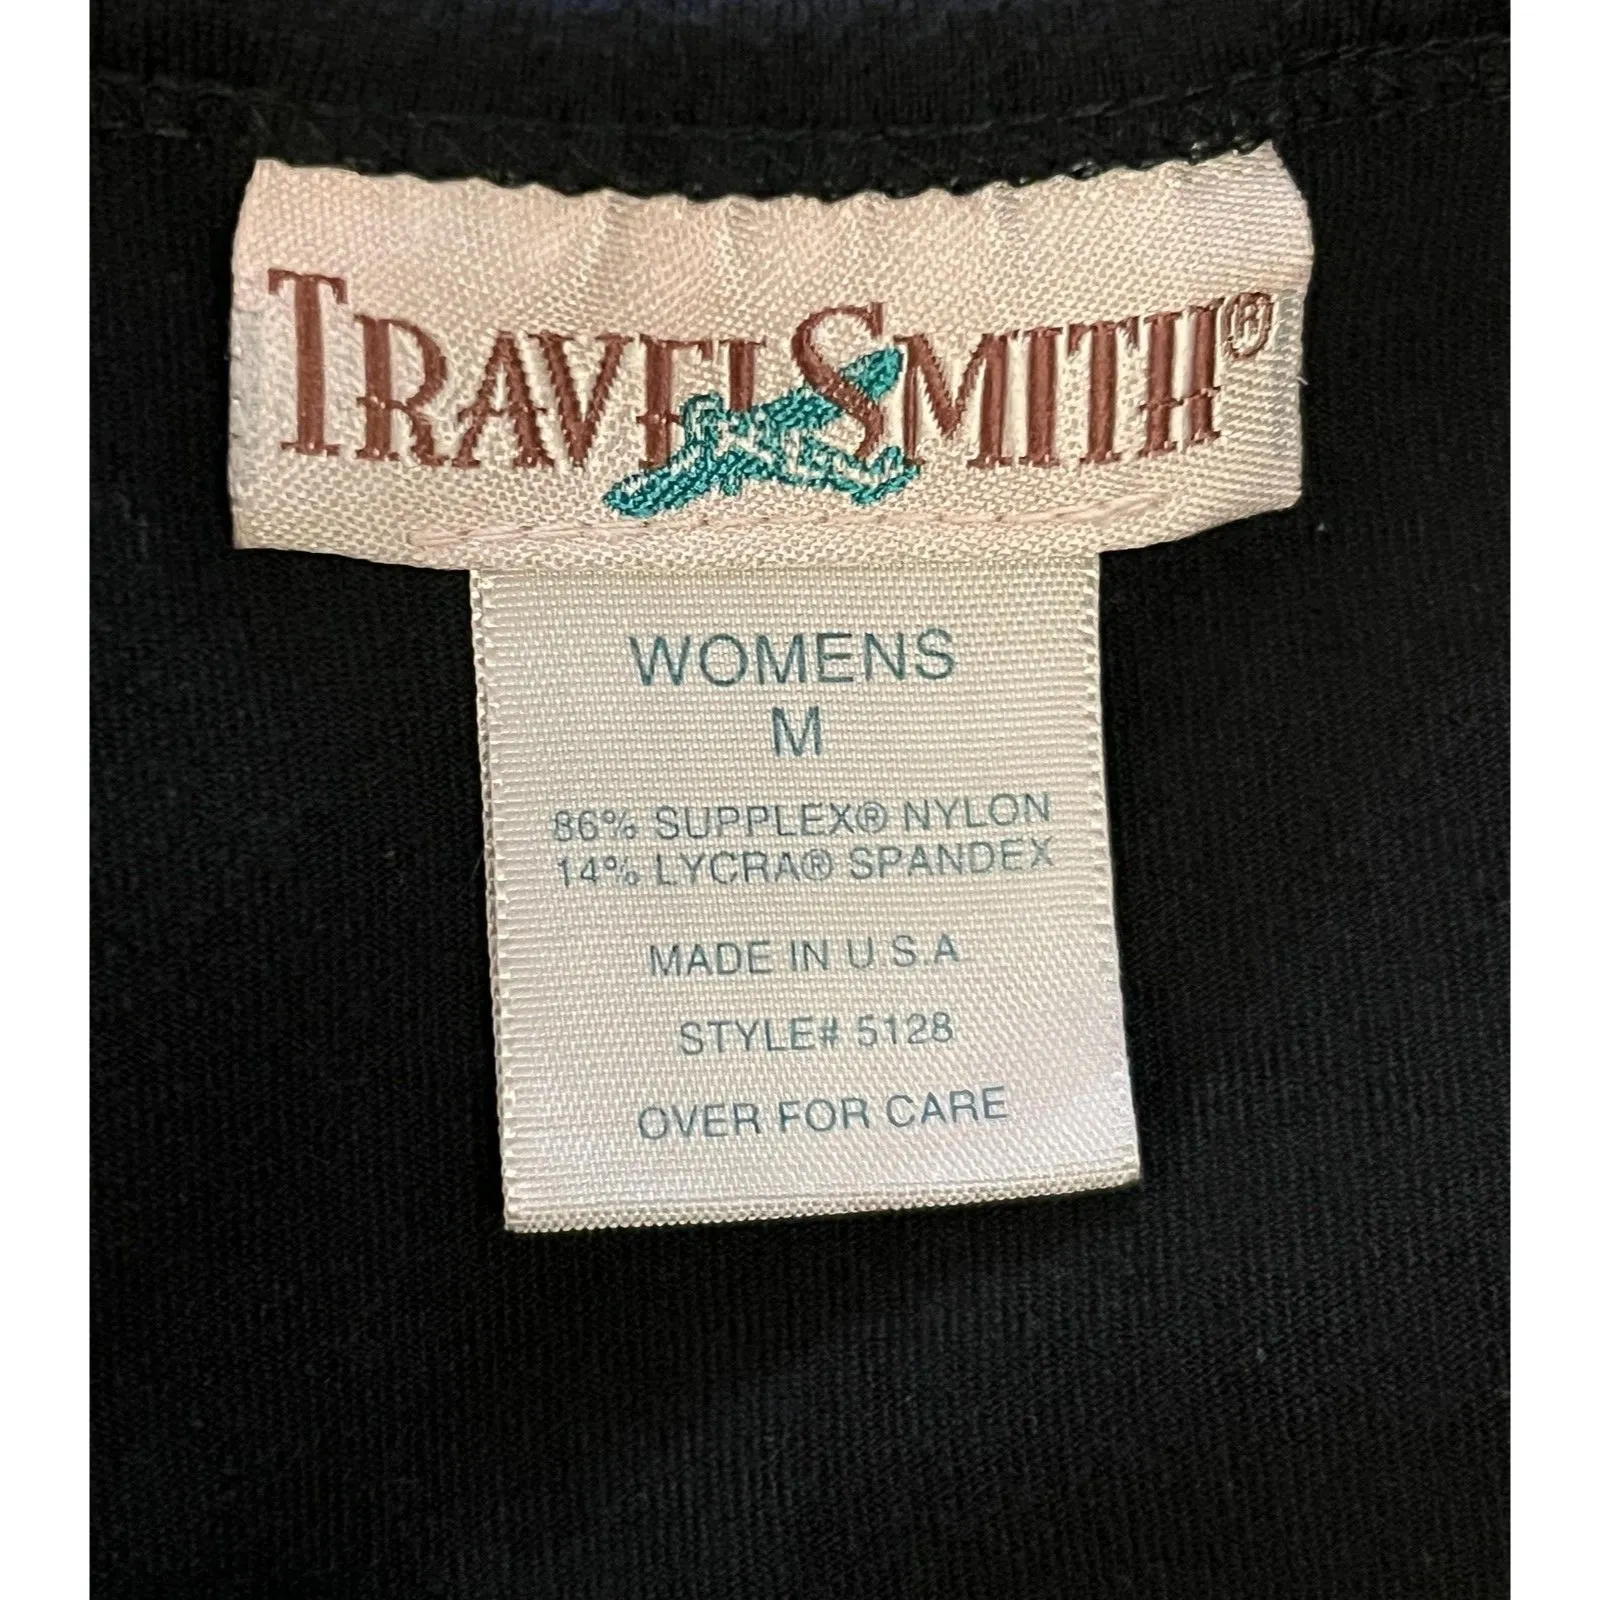 TRAVELSMITH®
WOMENS
M
86% SUPPLEX® NYLON
14% LYCRA® SPANDEX
MADE IN U.S.A.
STYLE# 5128
OVER FOR CARE